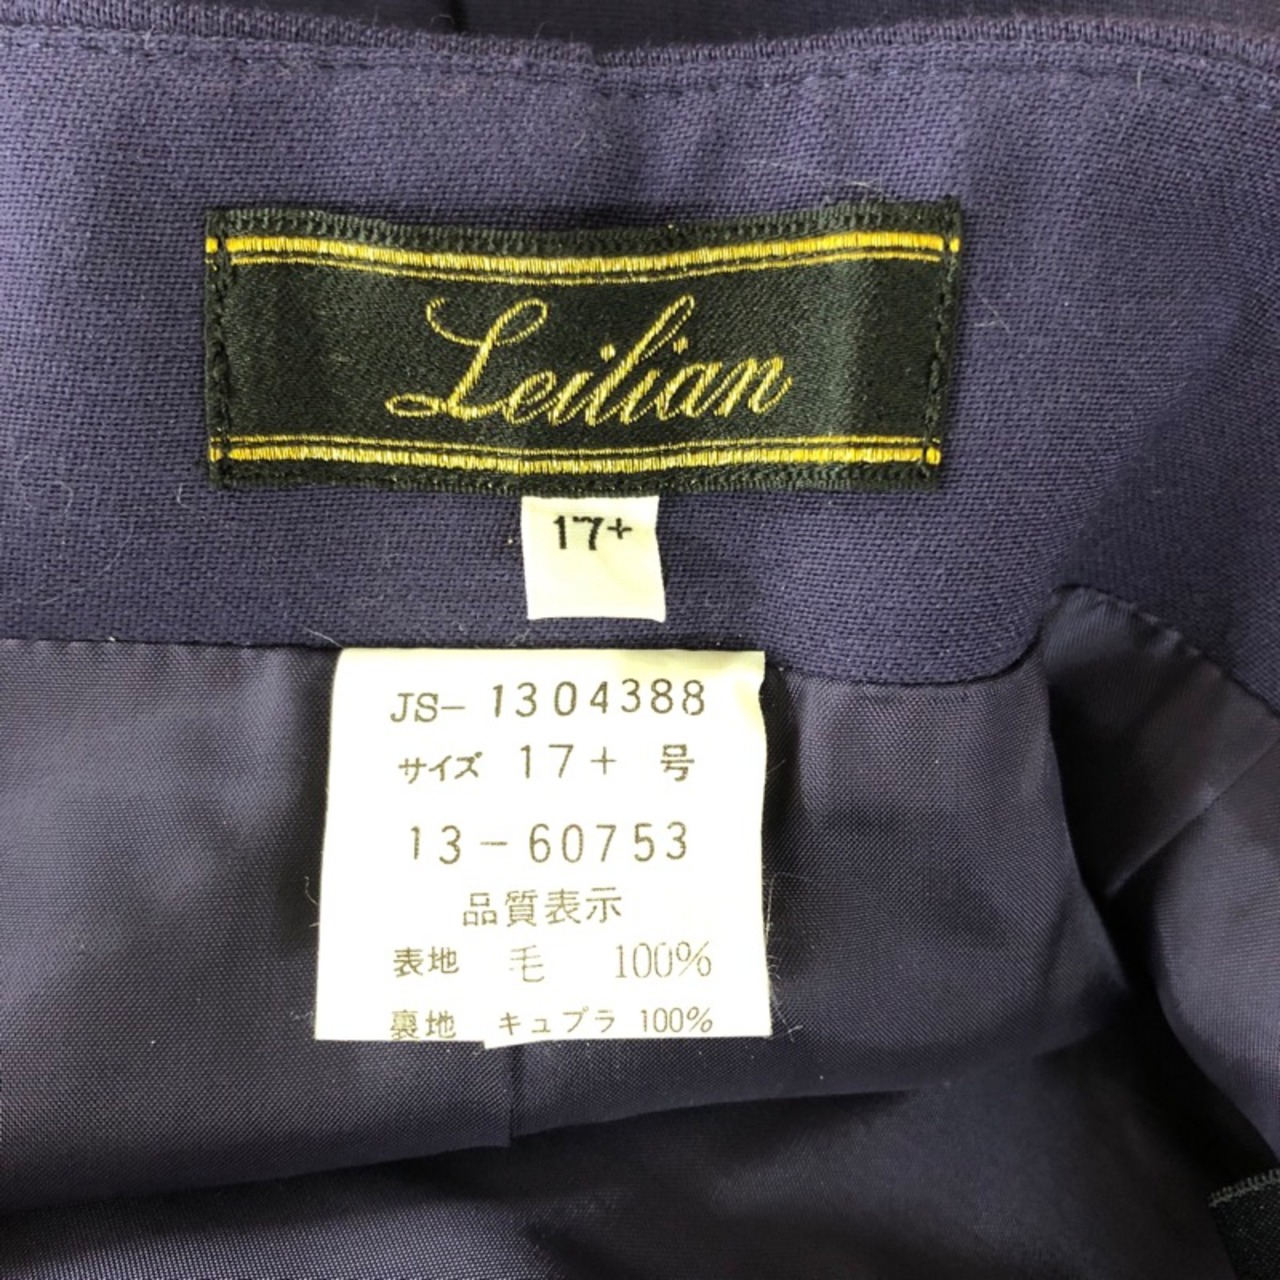 Leilian
17+
JS-1304388
サイズ 17+ 号
13-60753
品質表示
表地 毛 100%
裏地 キュプラ 100%